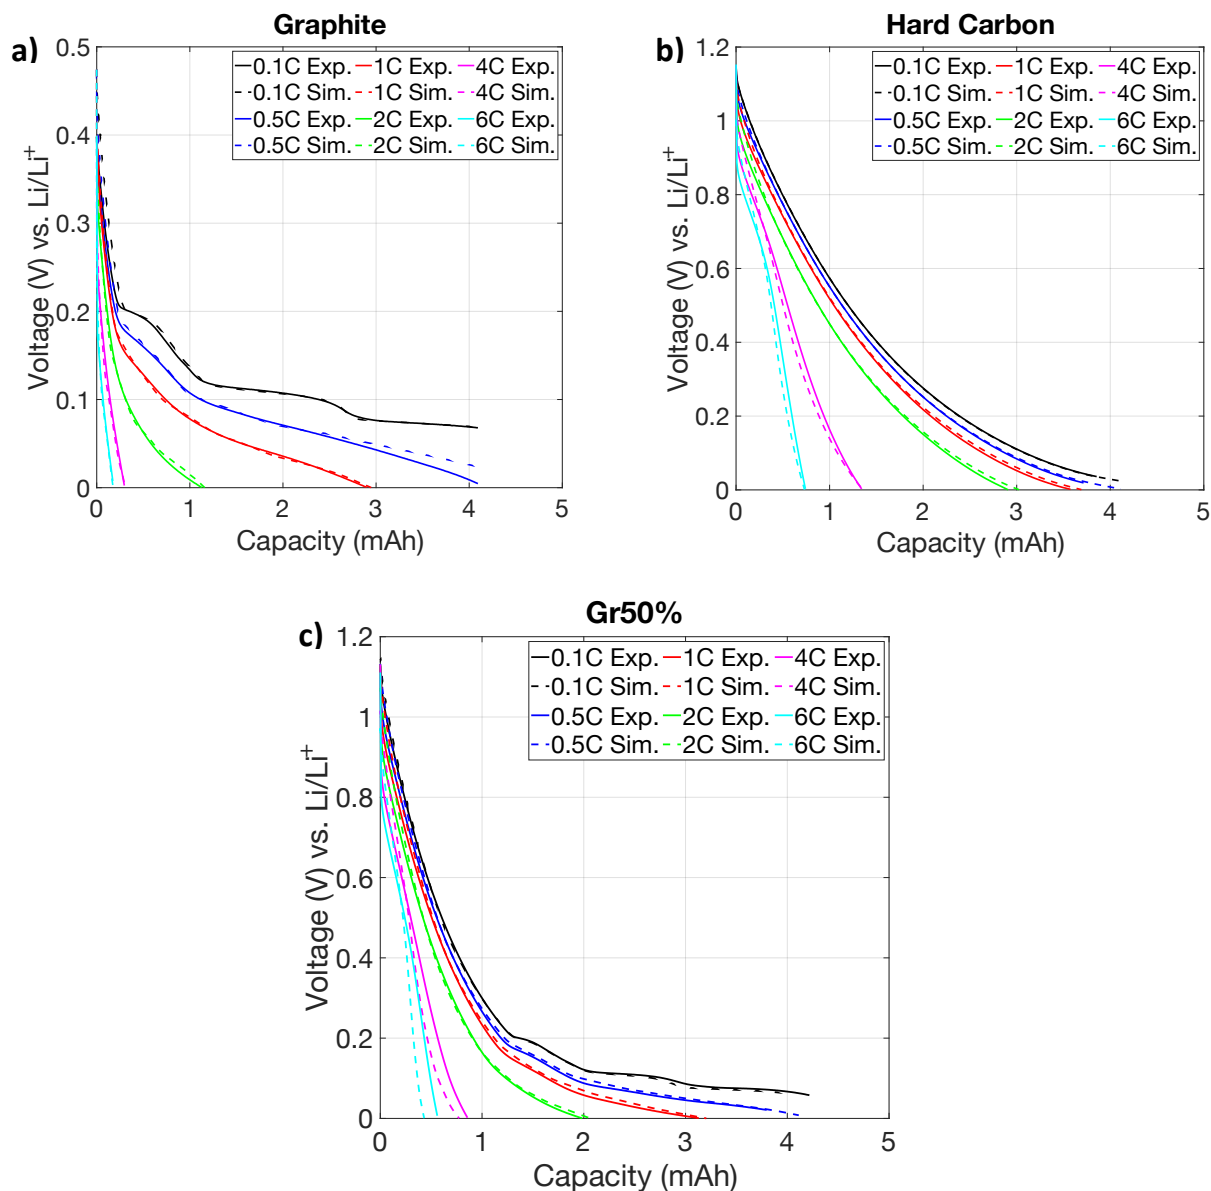 Graphite
a)
0.5
0.4
0.3
0.2
0.1
0
Voltage (V) vs. Li/Li+
0.1C Exp. 1C Exp. 4C Exp.
0.1C Sim. 1C Sim. 4C Sim.
0.5C Exp. 2C Exp. 6C Exp.
0.5C Sim. 2C Sim. 6C Sim.
0 1 2 3 4 5
Capacity (mAh)
Hard Carbon
b)
1.2
1
0.8
0.6
0.4
0.2
0
Voltage (V) vs. Li/Li+
0.1C Exp. 1C Exp. 4C Exp.
0.1C Sim. 1C Sim. 4C Sim.
0.5C Exp. 2C Exp. 6C Exp.
0.5C Sim. 2C Sim. 6C Sim.
0 1 2 3 4 5
Capacity (mAh)
Gr50%
c)
1.2
1
0.8
0.6
0.4
0.2
0
Voltage (V) vs. Li/Li+
0.1C Exp. 1C Exp. 4C Exp.
0.1C Sim. 1C Sim. 4C Sim.
0.5C Exp. 2C Exp. 6C Exp.
0.5C Sim. 2C Sim. 6C Sim.
0 1 2 3 4 5
Capacity (mAh)